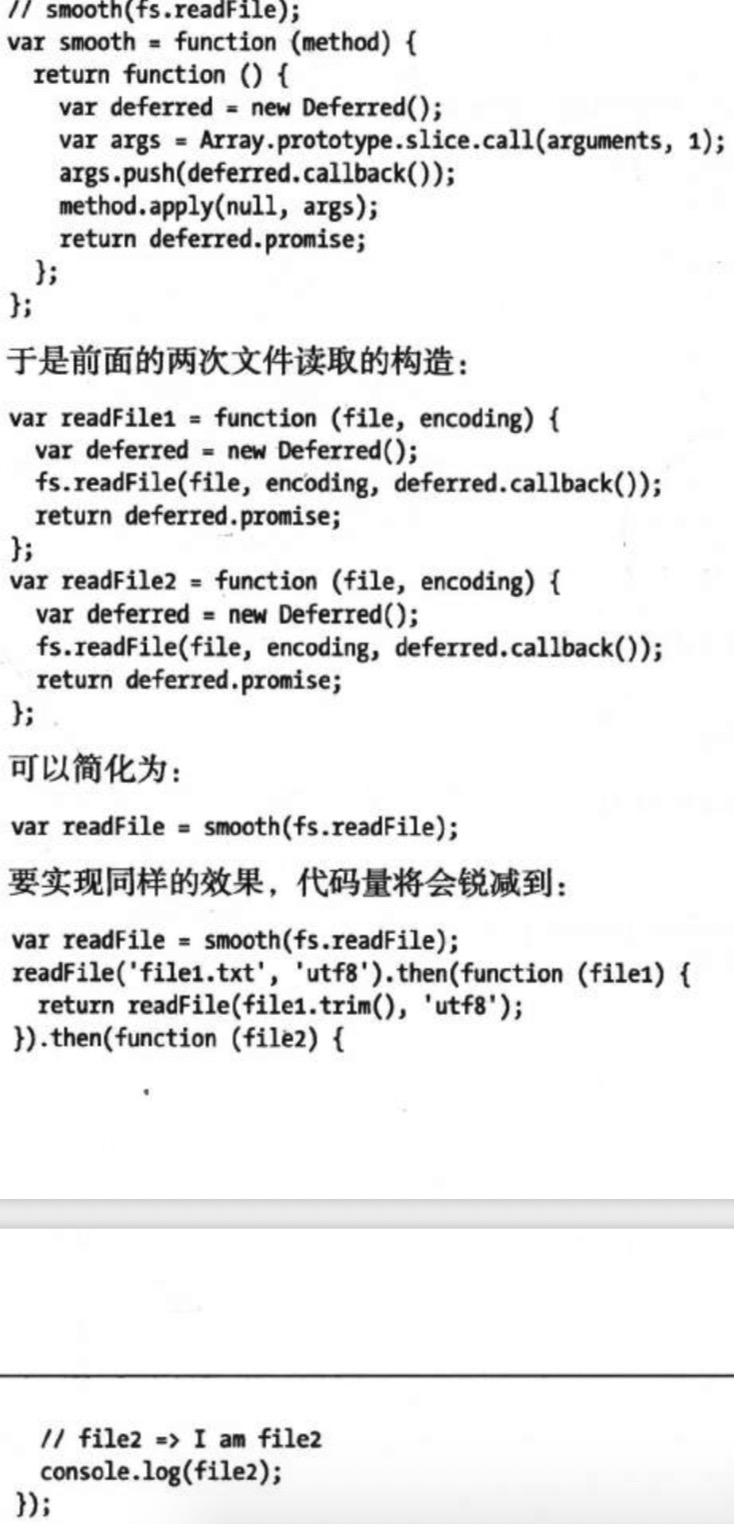 // smooth(fs.readFile);
var smooth = function (method) {
  return function () {
    var deferred = new Deferred();
    var args = Array.prototype.slice.call(arguments, 1);
    args.push(deferred.callback());
    method.apply(null, args);
    return deferred.promise;
  };
};
于是前面的两次文件读取的构造：
var readFile1 = function (file, encoding) {
  var deferred = new Deferred();
  fs.readFile(file, encoding, deferred.callback());
  return deferred.promise;
};
var readFile2 = function (file, encoding) {
  var deferred = new Deferred();
  fs.readFile(file, encoding, deferred.callback());
  return deferred.promise;
};
可以简化为：
var readFile = smooth(fs.readFile);
要实现同样的效果，代码量将会锐减到：
var readFile = smooth(fs.readFile);
readFile('file1.txt', 'utf8').then(function (file1) {
  return readFile(file1.trim(), 'utf8');
}).then(function (file2) {
  // file2 => I am file2
  console.log(file2);
});